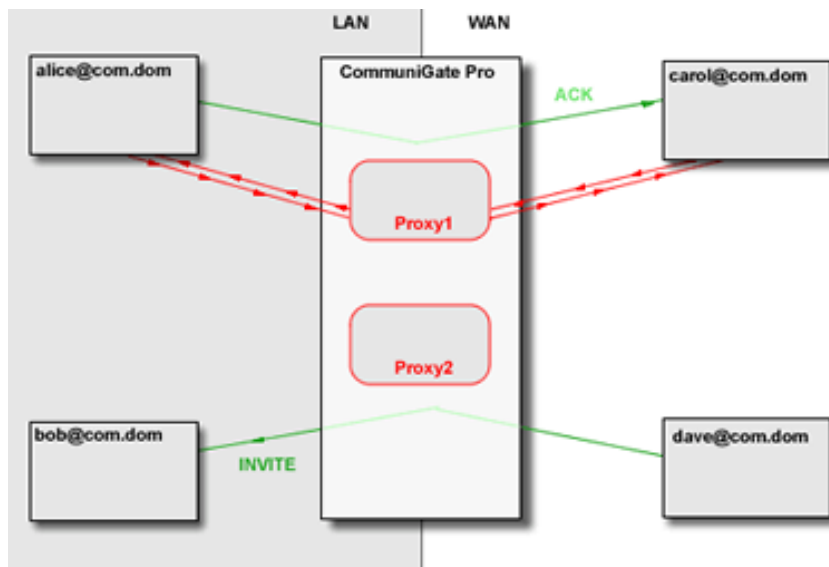 LAN WAN
alice@com.dom
CommuniGate Pro
carol@com.dom
ACK
Proxy1
Proxy2
bob@com.dom
dave@com.dom
INVITE